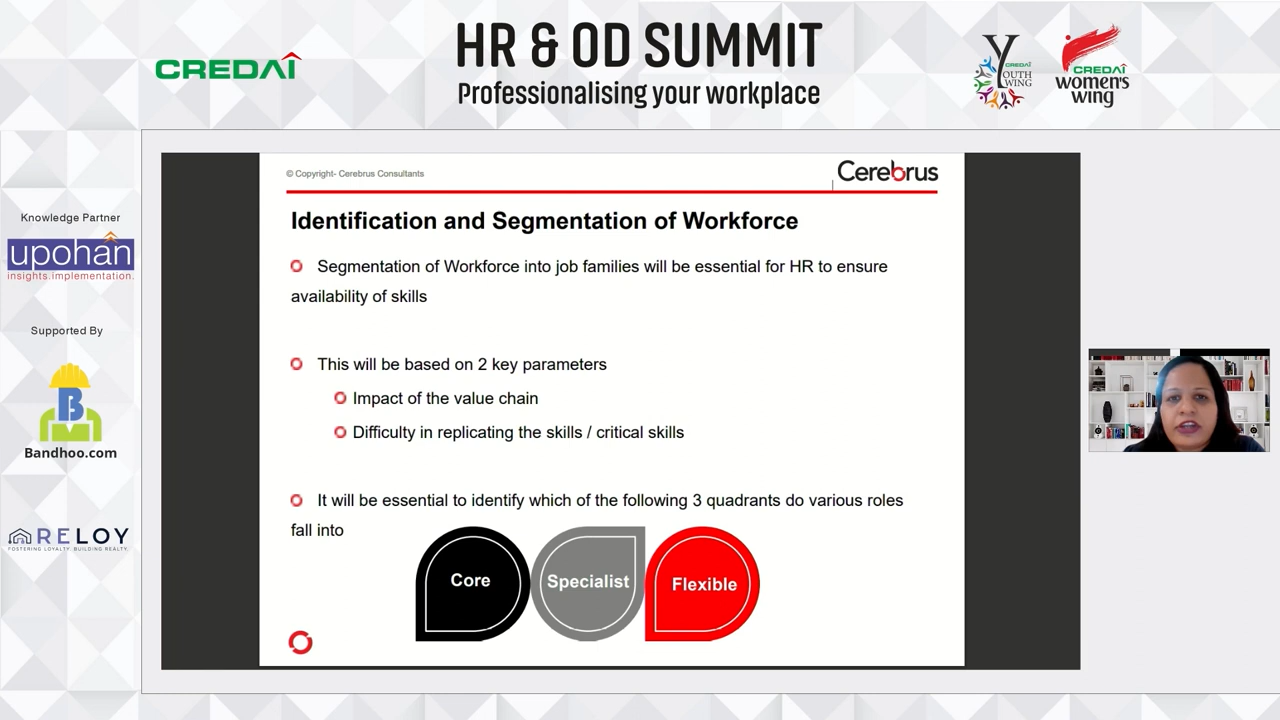 CREDAI
HR & OD SUMMIT
Professionalising your workplace
Y
CREDAI
OUTH
WING
CREDAI
women's
wing
Knowledge Partner
upohan
insights.implementation.
Supported By
B
Bandhoo.com
RELOY
FOSTERING LOYALTY. BUILDING REALTY.
© Copyright- Cerebrus Consultants
Cerebrus
Identification and Segmentation of Workforce
Segmentation of Workforce into job families will be essential for HR to ensure
availability of skills
This will be based on 2 key parameters
Impact of the value chain
Difficulty in replicating the skills / critical skills
It will be essential to identify which of the following 3 quadrants do various roles
fall into
Core
Specialist
Flexible